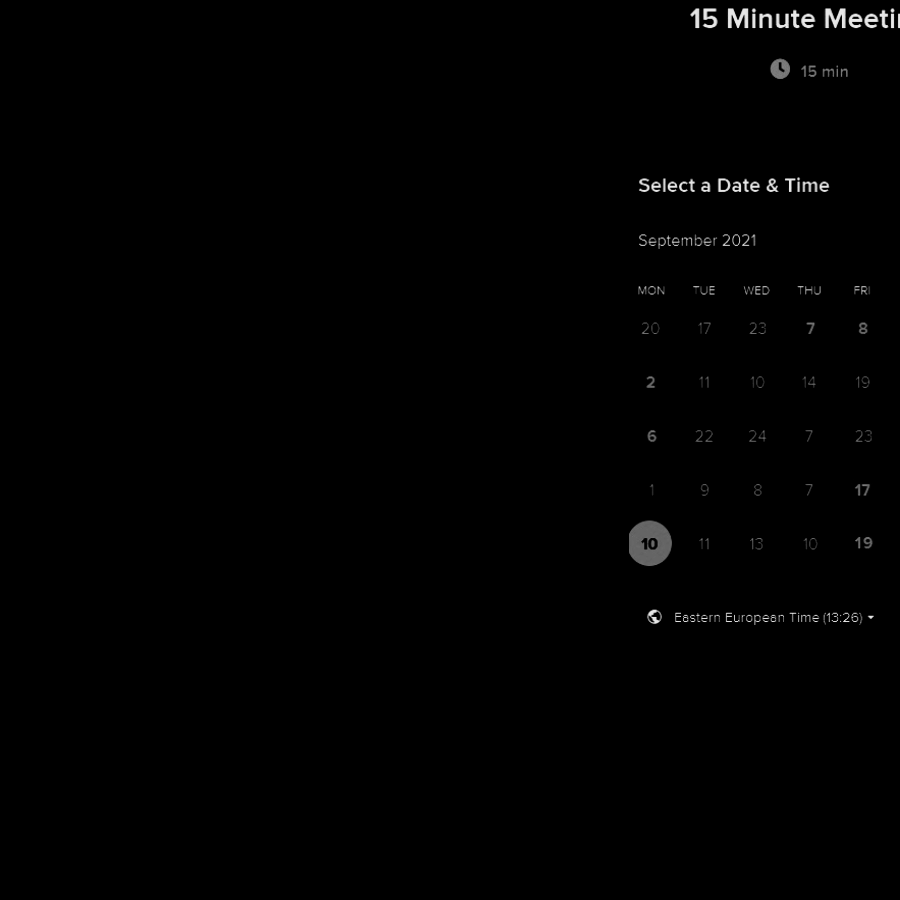 15 Minute Meeti
15 min
Select a Date & Time
September 2021
MON TUE WED THU FRI
20 17 23 7 8
2 11 10 14 19
6 22 24 7 23
1 9 8 7 17
10 11 13 10 19
Eastern European Time (13:26)